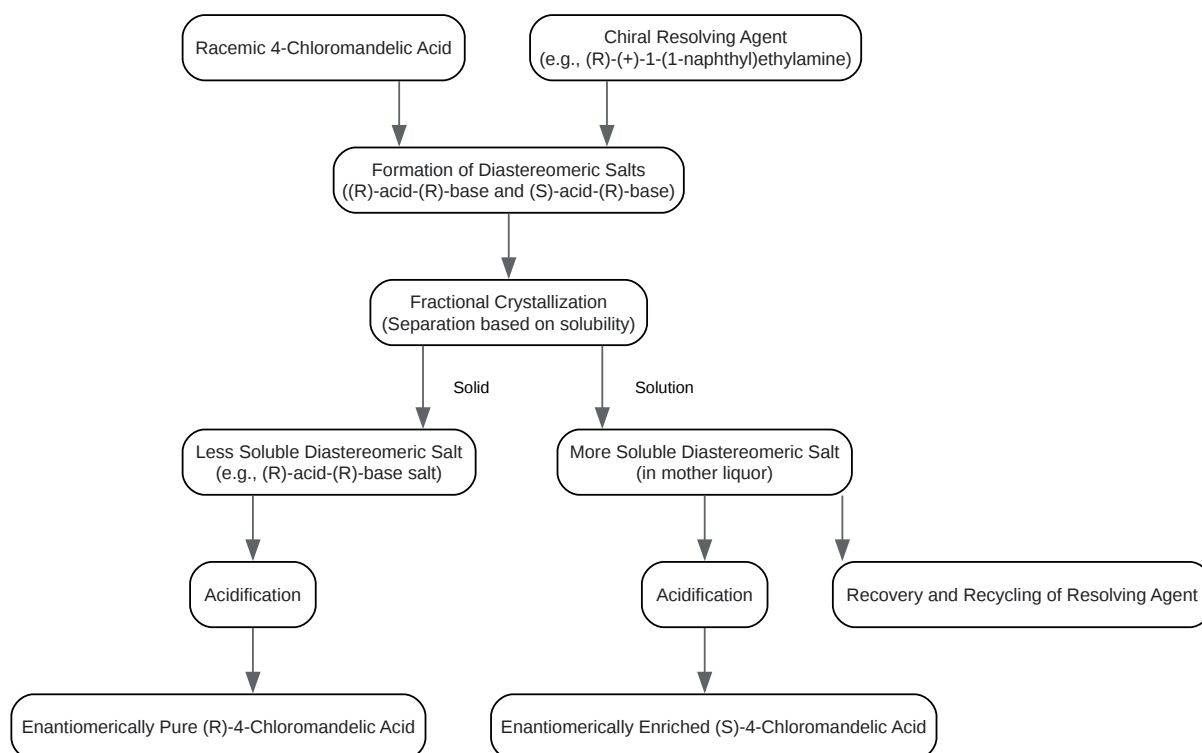 Racemic 4-Chloromandelic Acid
Chiral Resolving Agent
(e.g., (R)-(+)-1-(1-naphthyl)ethylamine)
Formation of Diastereomeric Salts
((R)-acid-(R)-base and (S)-acid-(R)-base)
Fractional Crystallization
(Separation based on solubility)
Solid
Solution
Less Soluble Diastereomeric Salt
(e.g., (R)-acid-(R)-base salt)
More Soluble Diastereomeric Salt
(in mother liquor)
Acidification
Acidification
Recovery and Recycling of Resolving Agent
Enantiomerically Pure (R)-4-Chloromandelic Acid
Enantiomerically Enriched (S)-4-Chloromandelic Acid